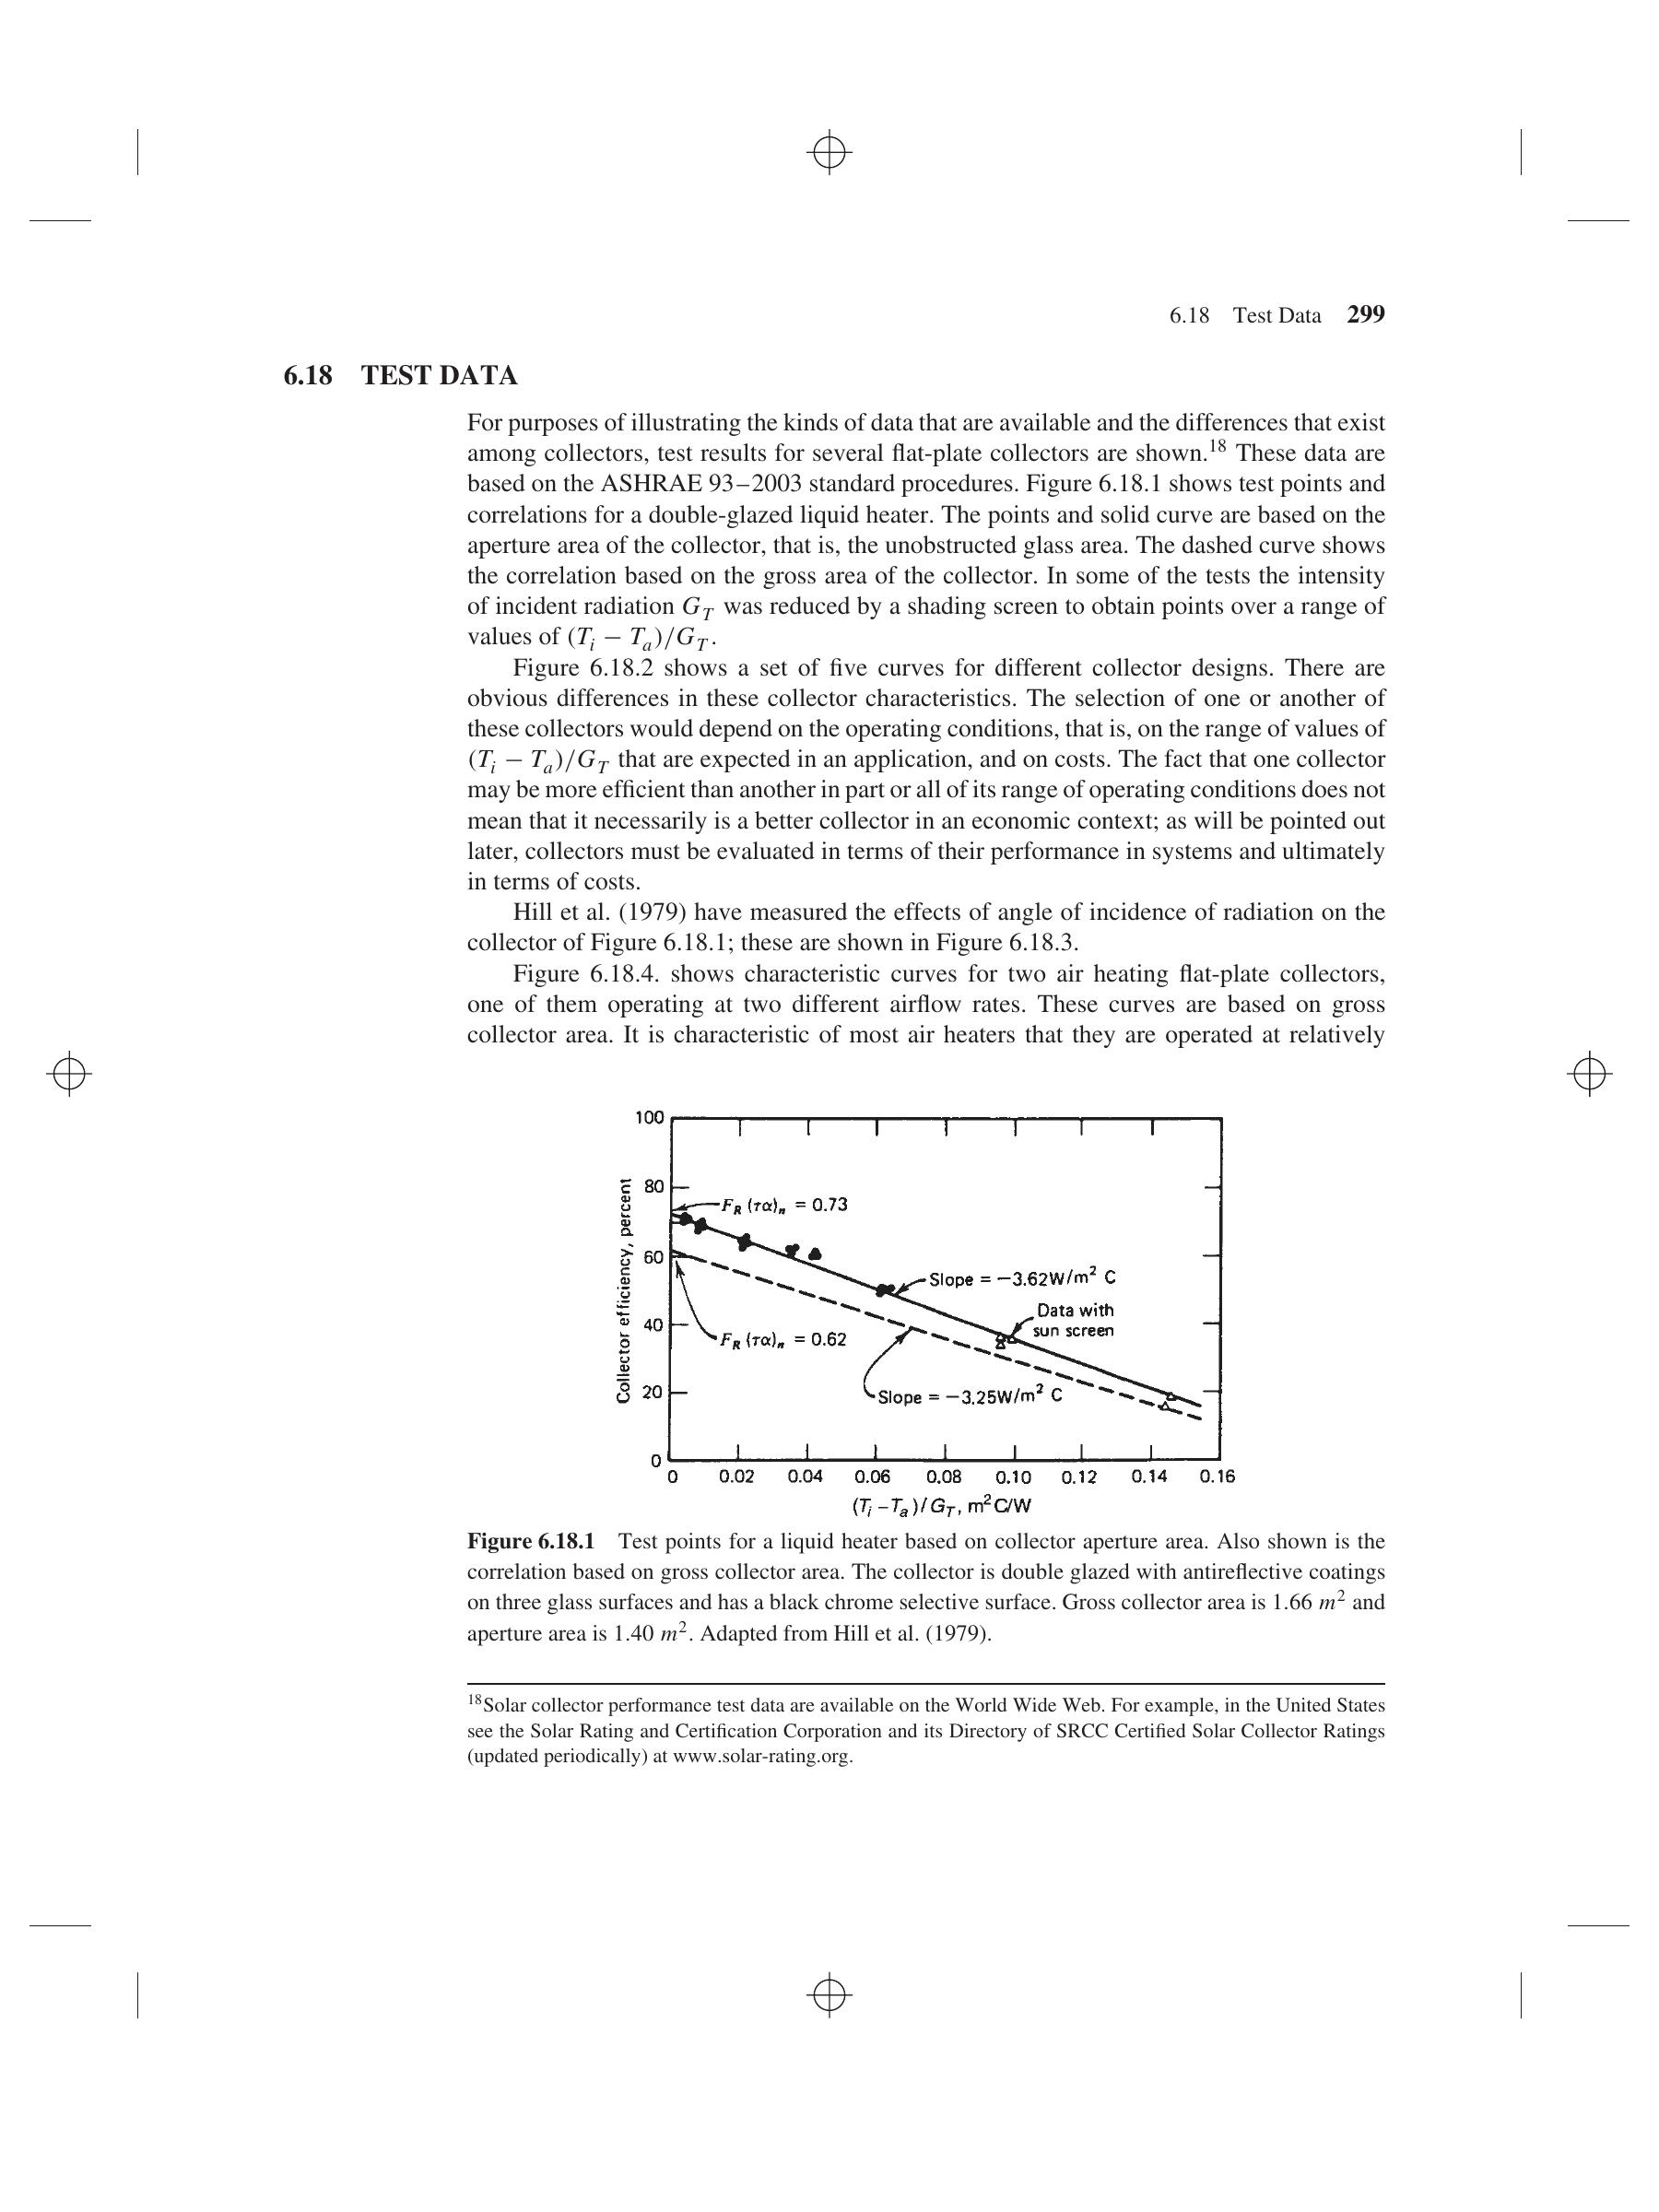 6.18 Test Data 299
6.18 TEST DATA
For purposes of illustrating the kinds of data that are available and the differences that exist
among collectors, test results for several flat-plate collectors are shown.18 These data are
based on the ASHRAE 93–2003 standard procedures. Figure 6.18.1 shows test points and
correlations for a double-glazed liquid heater. The points and solid curve are based on the
aperture area of the collector, that is, the unobstructed glass area. The dashed curve shows
the correlation based on the gross area of the collector. In some of the tests the intensity
of incident radiation G_T was reduced by a shading screen to obtain points over a range of
values of (T_i − T_a)/G_T.
Figure 6.18.2 shows a set of five curves for different collector designs. There are
obvious differences in these collector characteristics. The selection of one or another of
these collectors would depend on the operating conditions, that is, on the range of values of
(T_i − T_a)/G_T that are expected in an application, and on costs. The fact that one collector
may be more efficient than another in part or all of its range of operating conditions does not
mean that it necessarily is a better collector in an economic context; as will be pointed out
later, collectors must be evaluated in terms of their performance in systems and ultimately
in terms of costs.
Hill et al. (1979) have measured the effects of angle of incidence of radiation on the
collector of Figure 6.18.1; these are shown in Figure 6.18.3.
Figure 6.18.4. shows characteristic curves for two air heating flat-plate collectors,
one of them operating at two different airflow rates. These curves are based on gross
collector area. It is characteristic of most air heaters that they are operated at relatively
100
80
60
40
20
0
Collector efficiency, percent
F_R (τα)_n = 0.73
Slope = −3.62W/m² C
Data with
sun screen
F_R (τα)_n = 0.62
Slope = −3.25W/m² C
0 0.02 0.04 0.06 0.08 0.10 0.12 0.14 0.16
(T_i − T_a)/G_T, m²C/W
Figure 6.18.1 Test points for a liquid heater based on collector aperture area. Also shown is the
correlation based on gross collector area. The collector is double glazed with antireflective coatings
on three glass surfaces and has a black chrome selective surface. Gross collector area is 1.66 m² and
aperture area is 1.40 m². Adapted from Hill et al. (1979).
18Solar collector performance test data are available on the World Wide Web. For example, in the United States
see the Solar Rating and Certification Corporation and its Directory of SRCC Certified Solar Collector Ratings
(updated periodically) at www.solar-rating.org.